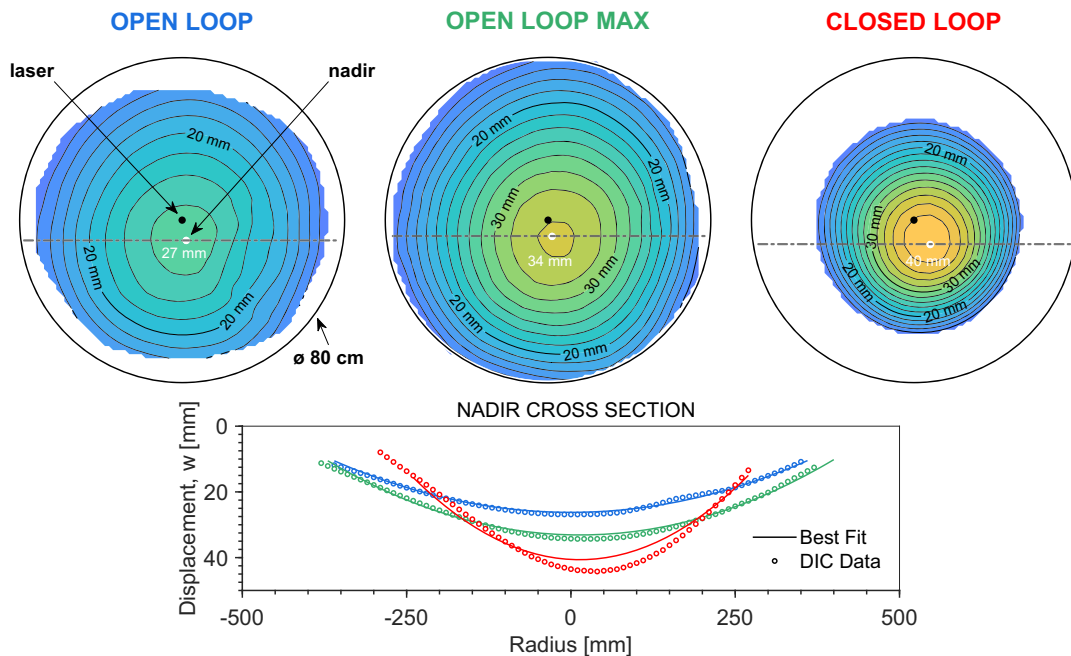 OPEN LOOP
OPEN LOOP MAX
CLOSED LOOP
laser
nadir
20 mm
27 mm
20 mm
20 mm
ø 80 cm
20 mm
20 mm
30 mm
34 mm
30 mm
20 mm
20 mm
20 mm
30 mm
40 mm
20 mm
30 mm
20 mm
NADIR CROSS SECTION
Displacement, w [mm]
0
20
40
Best Fit
DIC Data
-500
-250
0
250
500
Radius [mm]